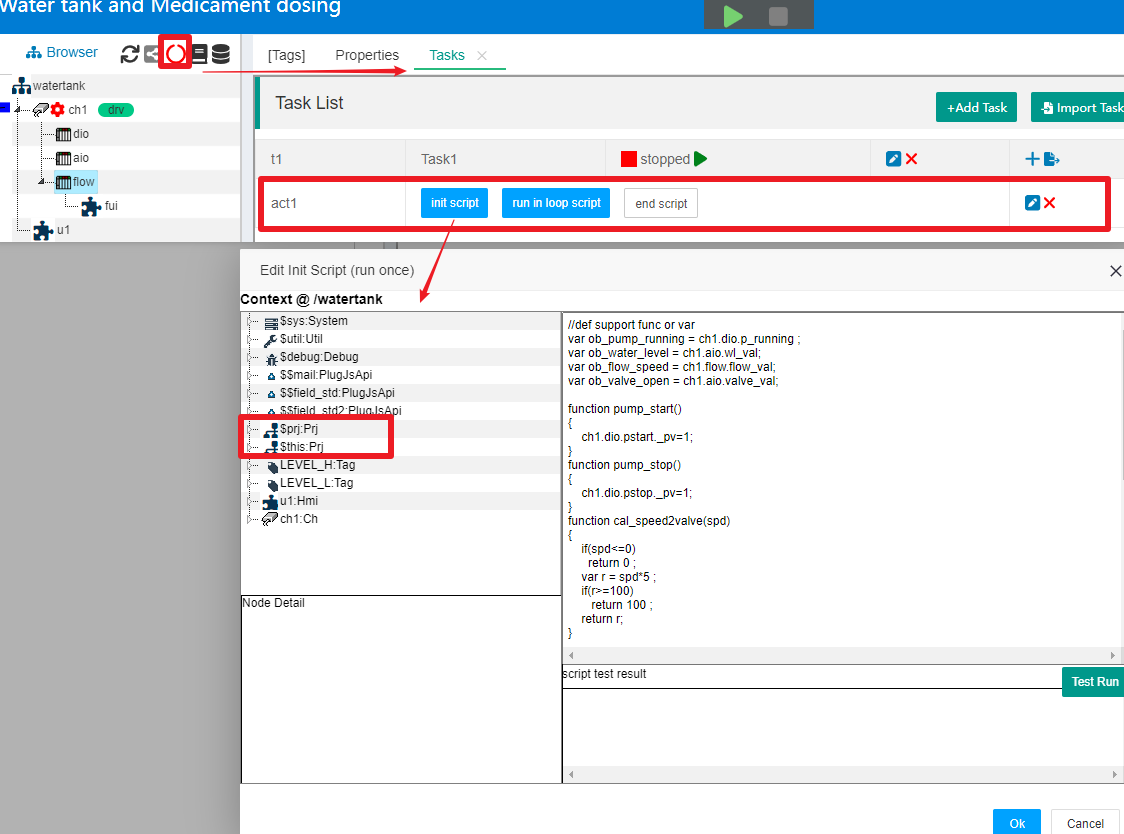 Water tank and Medicament dosing
Browser
[Tags] Properties Tasks
watertank
ch1 drv
dio
aio
flow
fui
u1
Task List
+Add Task
Import Task
t1 Task1 stopped
act1 init script run in loop script end script
Edit Init Script (run once)
Context @ /watertank
$sys:System
$util:Util
$debug:Debug
$$mail:PlugJsApi
$$field_std:PlugJsApi
$$field_std2:PlugJsApi
$prj:Prj
$this:Prj
LEVEL_H:Tag
LEVEL_L:Tag
u1:Hmi
ch1:Ch
Node Detail
//def support func or var
var ob_pump_running = ch1.dio.p_running ;
var ob_water_level = ch1.aio.wl_val;
var ob_flow_speed = ch1.flow.flow_val;
var ob_valve_open = ch1.aio.valve_val;
function pump_start()
{
ch1.dio.pstart._pv=1;
}
function pump_stop()
{
ch1.dio.pstop._pv=1;
}
function cal_speed2valve(spd)
{
if(spd<=0)
return 0 ;
var r = spd*5 ;
if(r>=100)
return 100 ;
return r;
}
script test result
Test Run
Ok
Cancel